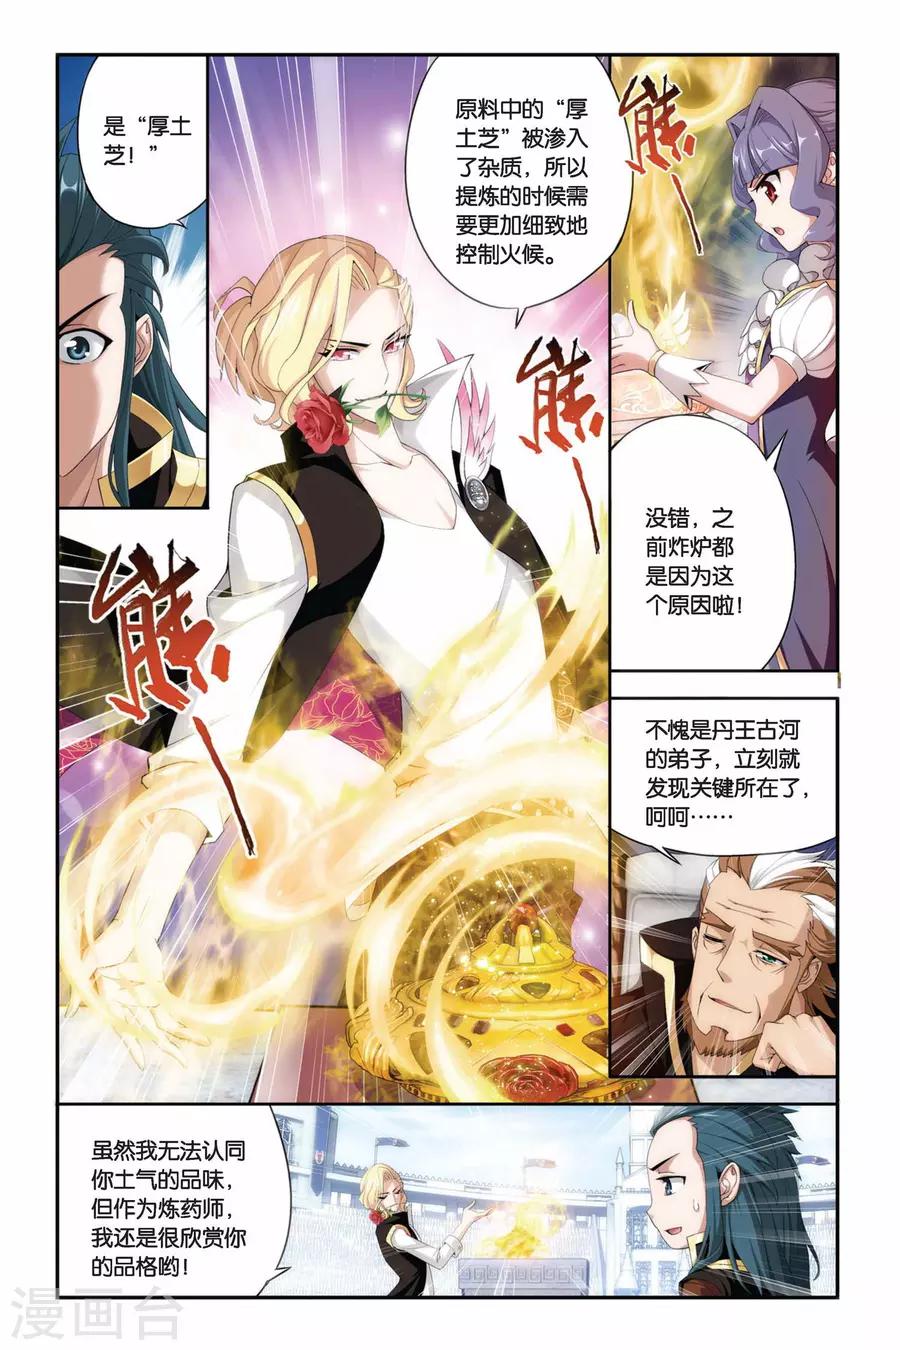 是“厚土
芝！”
原料中的“厚
土芝”被渗入
了杂质，所以
提炼的时候需
要更加细致地
控制火候。
熊
熊
熊
没错，之
前炸炉都
是因为这
个原因啦！
不愧是丹王古河
的弟子，立刻就
发现关键所在了，
呵呵……
虽然我无法认同
你土气的品味，
但作为炼药师，
我还是很欣赏你
的品格哟！
漫画台